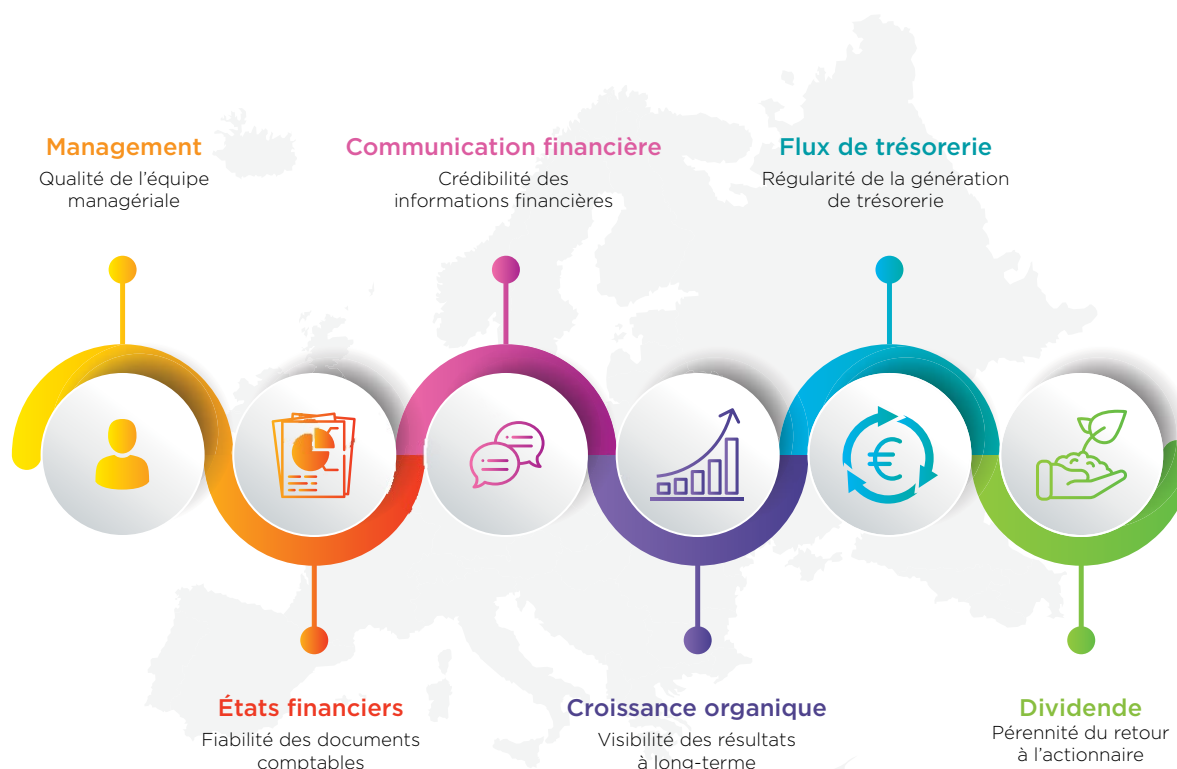 Management
Qualité de l’équipe
managériale
Communication financière
Crédibilité des
informations financières
Flux de trésorerie
Régularité de la génération
de trésorerie
€
États financiers
Fiabilité des documents
comptables
Croissance organique
Visibilité des résultats
à long-terme
Dividende
Pérennité du retour
à l’actionnaire